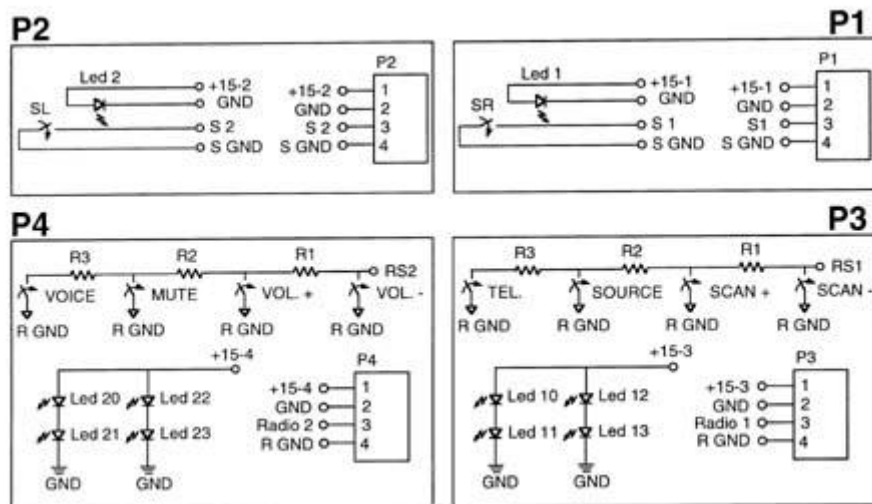 P2
Led 2
+15-2
GND
SL
S 2
S GND
P2
+15-2
1
GND
2
S 2
3
S GND
4
P1
Led 1
+15-1
GND
SR
S 1
S GND
P1
+15-1
1
GND
2
S1
3
S GND
4
P4
R3
R2
R1
RS2
VOICE
MUTE
VOL. +
VOL. -
R GND
R GND
R GND
R GND
+15-4
Led 20
Led 22
Led 21
Led 23
GND
GND
P4
+15-4
1
GND
2
Radio 2
3
R GND
4
P3
R3
R2
R1
RS1
TEL.
SOURCE
SCAN +
SCAN -
R GND
R GND
R GND
R GND
+15-3
Led 10
Led 12
Led 11
Led 13
GND
GND
P3
+15-3
1
GND
2
Radio 1
3
R GND
4